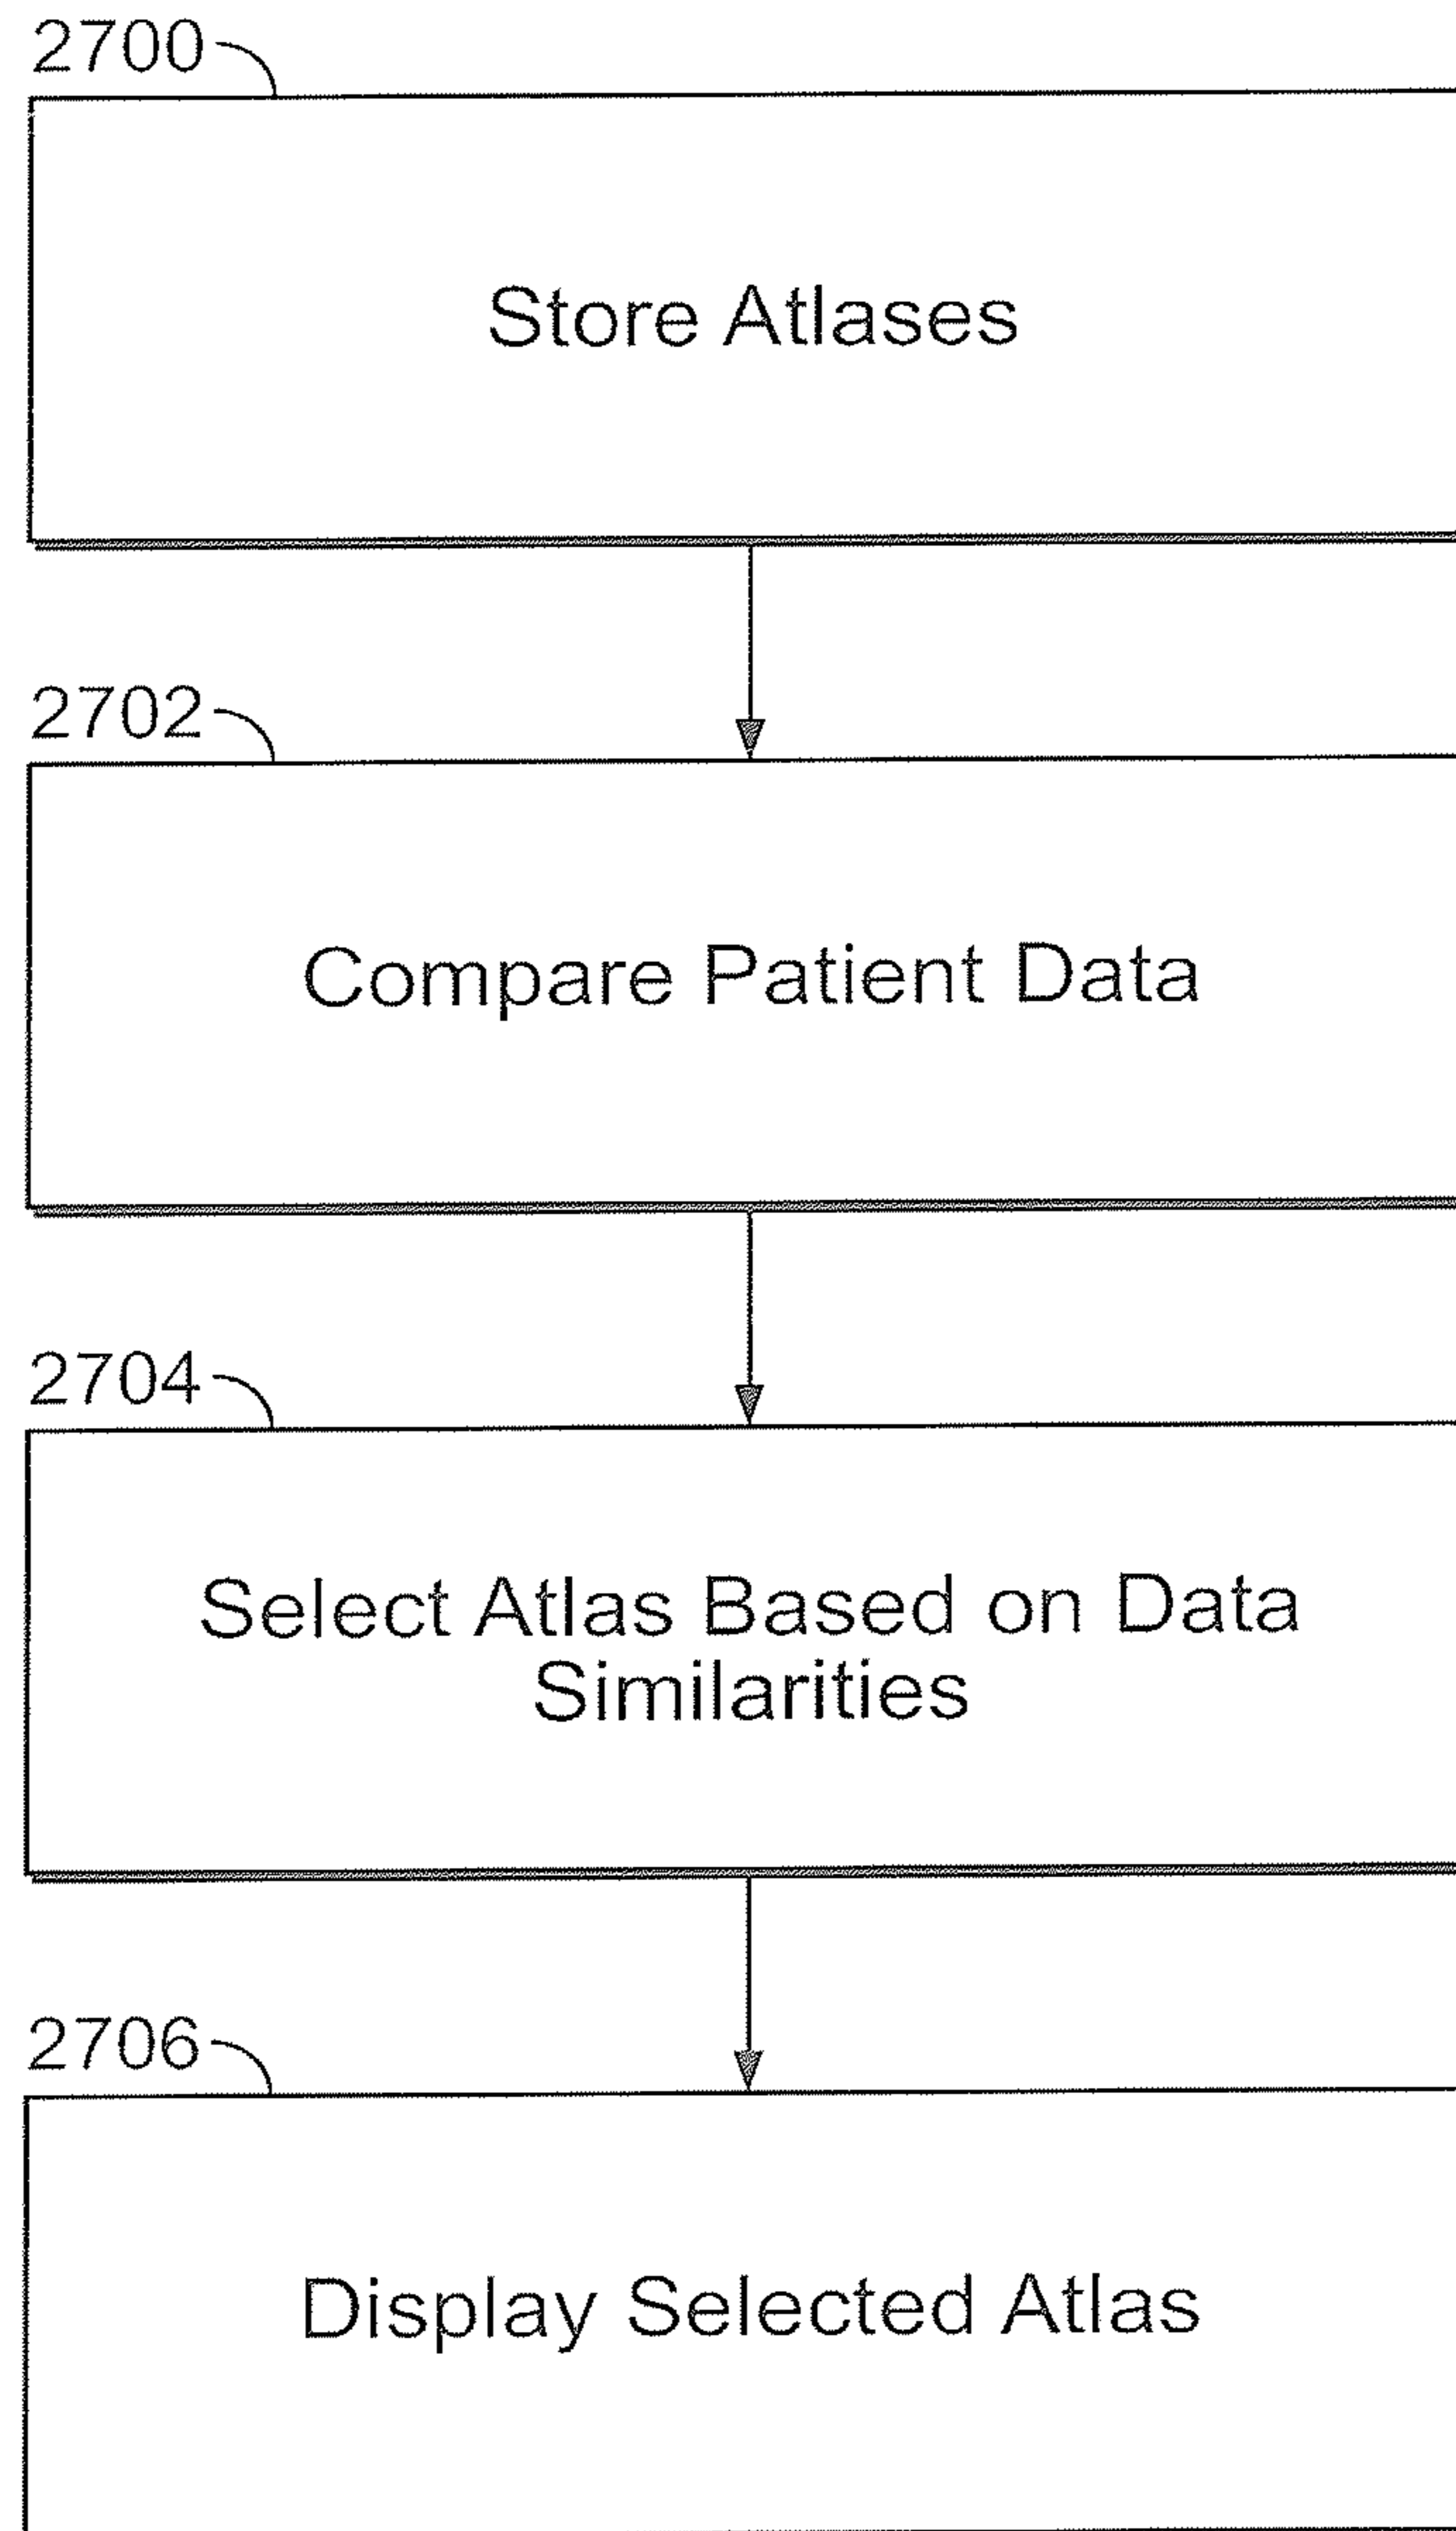 2700
Store Atlases
2702
Compare Patient Data
2704
Select Atlas Based on Data
Similarities
2706
Display Selected Atlas